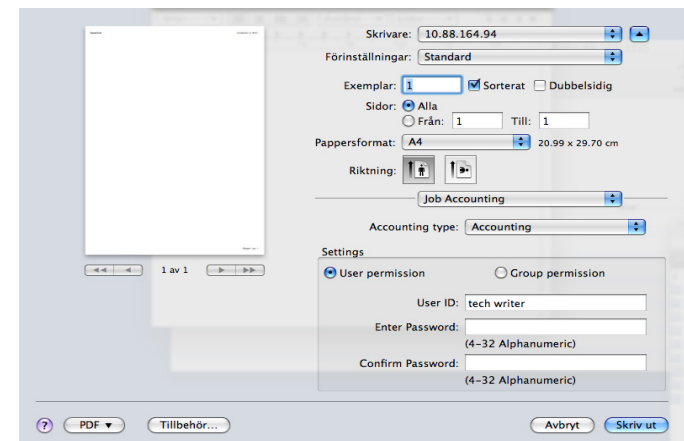 Skrivare: 10.88.164.94
Förinställningar: Standard
Exemplar: 1 Sorterat Dubbelsidig
Sidor: Alla
Från: 1 Till: 1
Pappersformat: A4 20.99 x 29.70 cm
Riktning:
Job Accounting
Accounting type: Accounting
Settings
1 av 1
User permission Group permission
User ID: tech writer
Enter Password:
(4-32 Alphanumeric)
Confirm Password:
(4-32 Alphanumeric)
? PDF ▼ Tillbehör... Avbryt Skriv ut